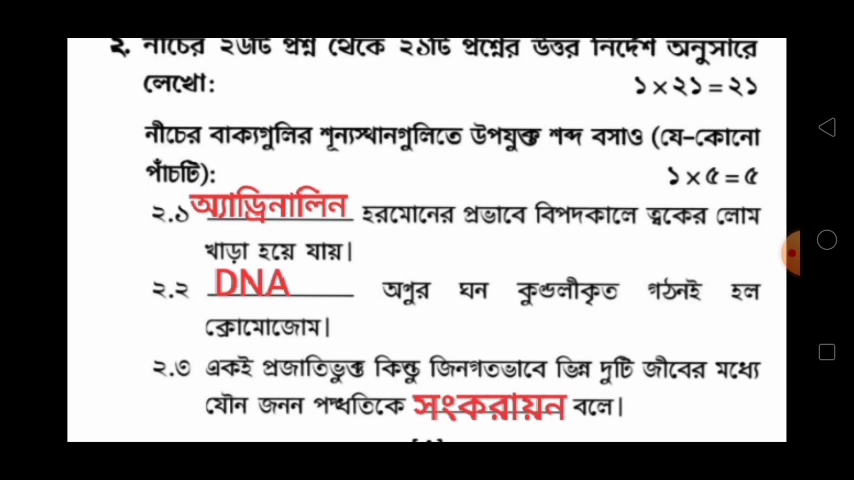 ২. নীচের ২৬টি প্রশ্ন থেকে ২১টি প্রশ্নের উত্তর নির্দেশ অনুসারে
লেখো: ১ × ২১ = ২১
নীচের বাক্যগুলির শূন্যস্থানগুলিতে উপযুক্ত শব্দ বসাও (যে-কোনো
পাঁচটি): ১ × ৫ = ৫
২.১ অ্যাড্রিনালিন হরমোনের প্রভাবে বিপদকালে ত্বকের লোম
খাড়া হয়ে যায়।
২.২ DNA অণুর ঘন কুণ্ডলীকৃত গঠনই হল
ক্রোমোজোম।
২.৩ একই প্রজাতিভুক্ত কিন্তু জিনগতভাবে ভিন্ন দুটি জীবের মধ্যে
যৌন জনন পদ্ধতিকে সংকরায়ন বলে।